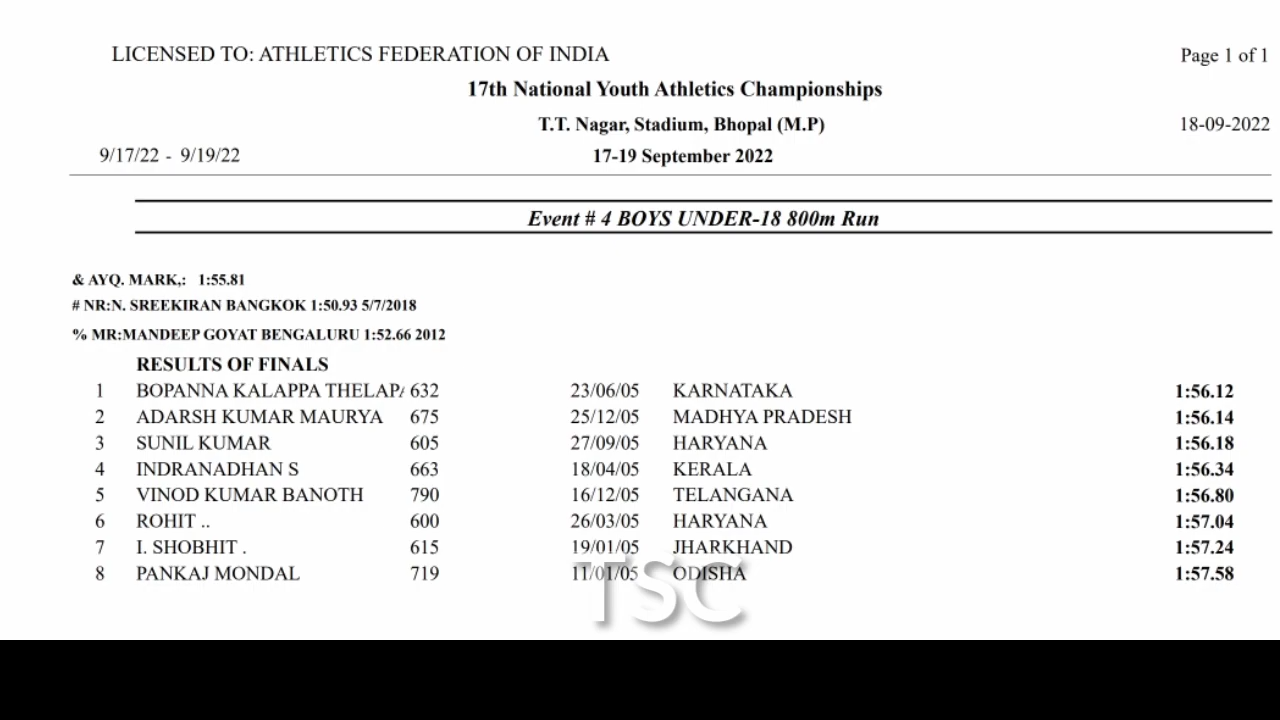 LICENSED TO: ATHLETICS FEDERATION OF INDIA Page 1 of 1
17th National Youth Athletics Championships
T.T. Nagar, Stadium, Bhopal (M.P) 18-09-2022
9/17/22 - 9/19/22 17-19 September 2022
Event # 4 BOYS UNDER-18 800m Run
& AYQ. MARK,: 1:55.81
# NR:N. SREEKIRAN BANGKOK 1:50.93 5/7/2018
% MR:MANDEEP GOYAT BENGALURU 1:52.66 2012
RESULTS OF FINALS
1 BOPANNA KALAPPA THELAP 632 23/06/05 KARNATAKA 1:56.12
2 ADARSH KUMAR MAURYA 675 25/12/05 MADHYA PRADESH 1:56.14
3 SUNIL KUMAR 605 27/09/05 HARYANA 1:56.18
4 INDRANADHAN S 663 18/04/05 KERALA 1:56.34
5 VINOD KUMAR BANOTH 790 16/12/05 TELANGANA 1:56.80
6 ROHIT .. 600 26/03/05 HARYANA 1:57.04
7 I. SHOBHIT . 615 19/01/05 JHARKHAND 1:57.24
8 PANKAJ MONDAL 719 11/01/05 ODISHA 1:57.58
TSC